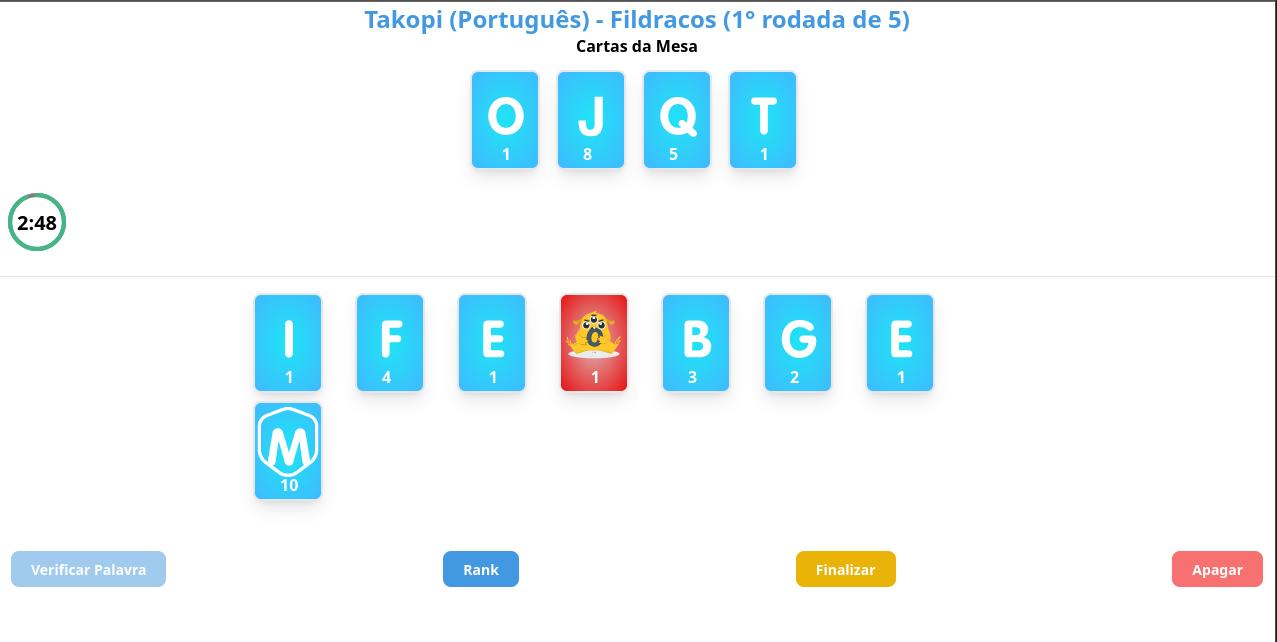 Takopi (Português) - Fildracos (1° rodada de 5)
Cartas da Mesa
O J Q T
1 8 5 1
2:48
I F E C B G E
1 4 1 1 3 2 1
M
10
Verificar Palavra Rank Finalizar Apagar